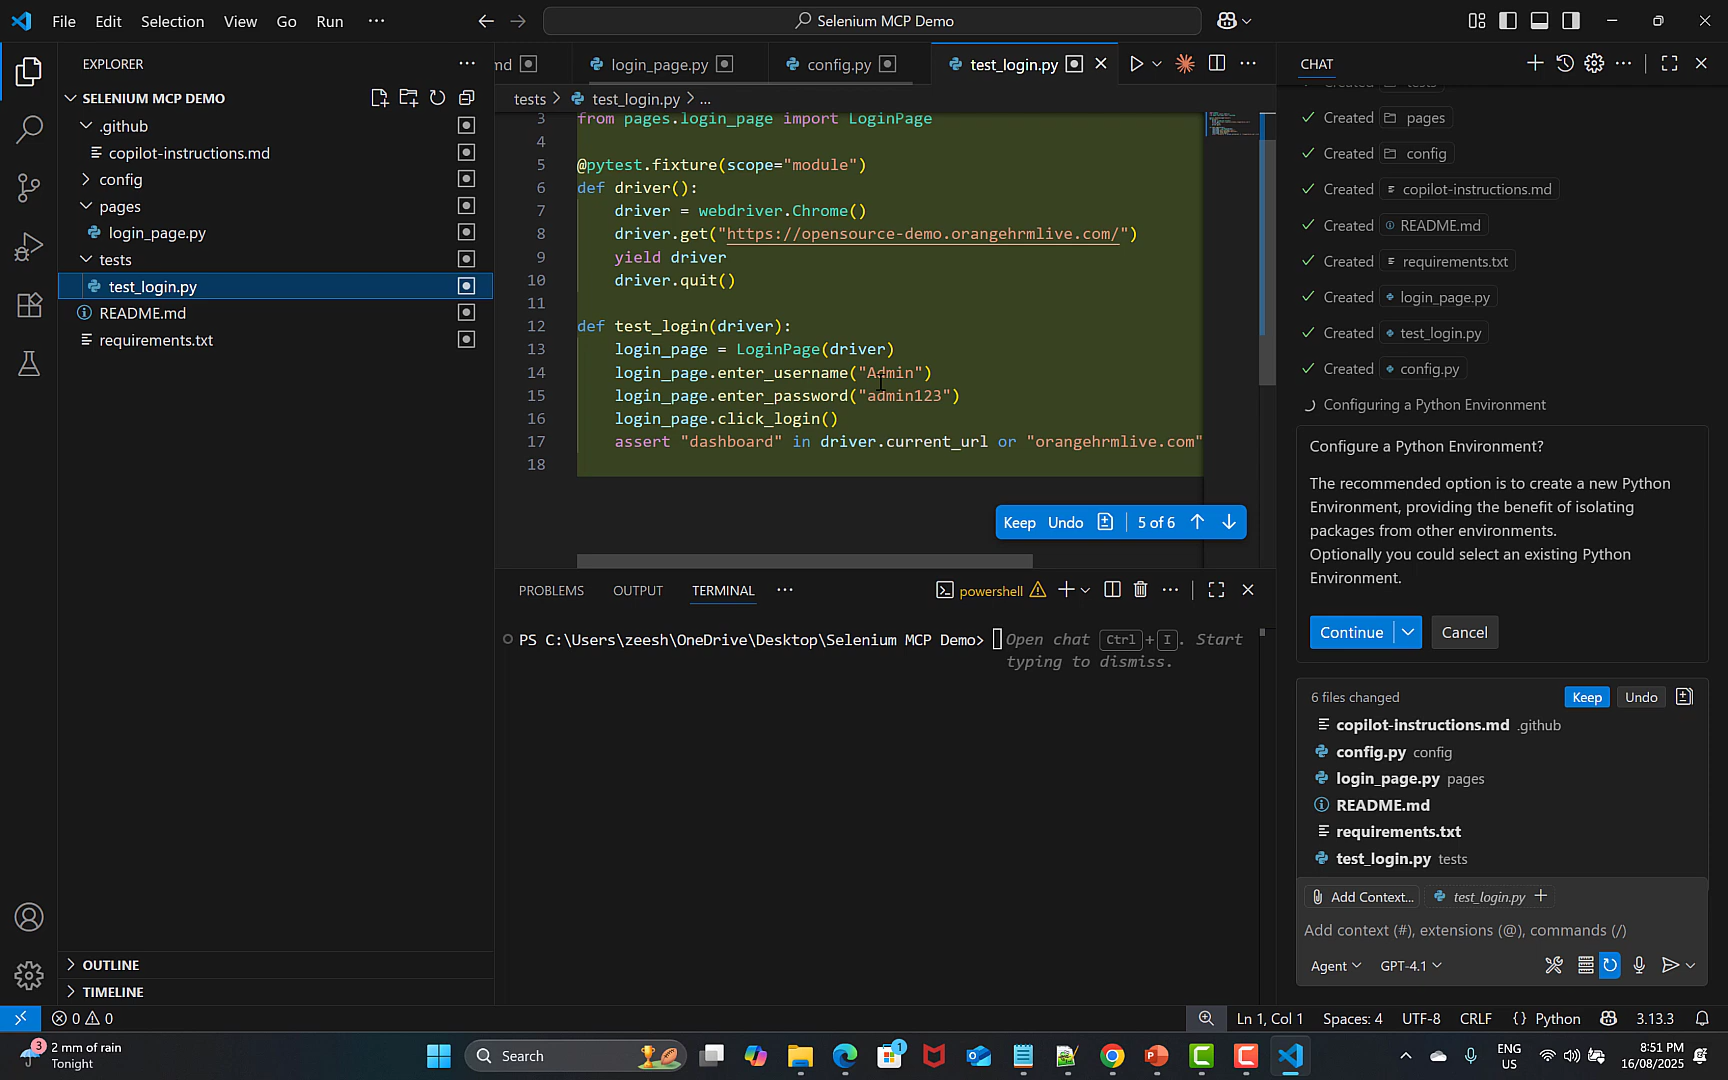 File Edit Selection View Go Run ...
Selenium MCP Demo
EXPLORER
SELENIUM MCP DEMO
.github
copilot-instructions.md
config
pages
login_page.py
tests
test_login.py
README.md
requirements.txt
OUTLINE
TIMELINE
nd login_page.py config.py test_login.py
tests > test_login.py > ...
3 from pages.login_page import LoginPage
4
5 @pytest.fixture(scope="module")
6 def driver():
7 driver = webdriver.Chrome()
8 driver.get("https://opensource-demo.orangehrmlive.com/")
9 yield driver
10 driver.quit()
11
12 def test_login(driver):
13 login_page = LoginPage(driver)
14 login_page.enter_username("Admin")
15 login_page.enter_password("admin123")
16 login_page.click_login()
17 assert "dashboard" in driver.current_url or "orangehrmlive.com"
18
Keep Undo 5 of 6
PROBLEMS OUTPUT TERMINAL ...
powershell
PS C:\Users\zeesh\OneDrive\Desktop\Selenium MCP Demo> Open chat Ctrl + I . Start
typing to dismiss.
CHAT
Created tests
Created pages
Created config
Created copilot-instructions.md
Created README.md
Created requirements.txt
Created login_page.py
Created test_login.py
Created config.py
Configuring a Python Environment
Configure a Python Environment?
The recommended option is to create a new Python
Environment, providing the benefit of isolating
packages from other environments.
Optionally you could select an existing Python
Environment.
Continue Cancel
6 files changed Keep Undo
copilot-instructions.md .github
config.py config
login_page.py pages
README.md
requirements.txt
test_login.py tests
Add Context... test_login.py
Add context (#), extensions (@), commands (/)
Agent GPT-4.1
0 0
Ln 1, Col 1 Spaces: 4 UTF-8 CRLF {} Python 3.13.3
3
2 mm of rain
Tonight
Search
1
ENG
US
8:51 PM
16/08/2025